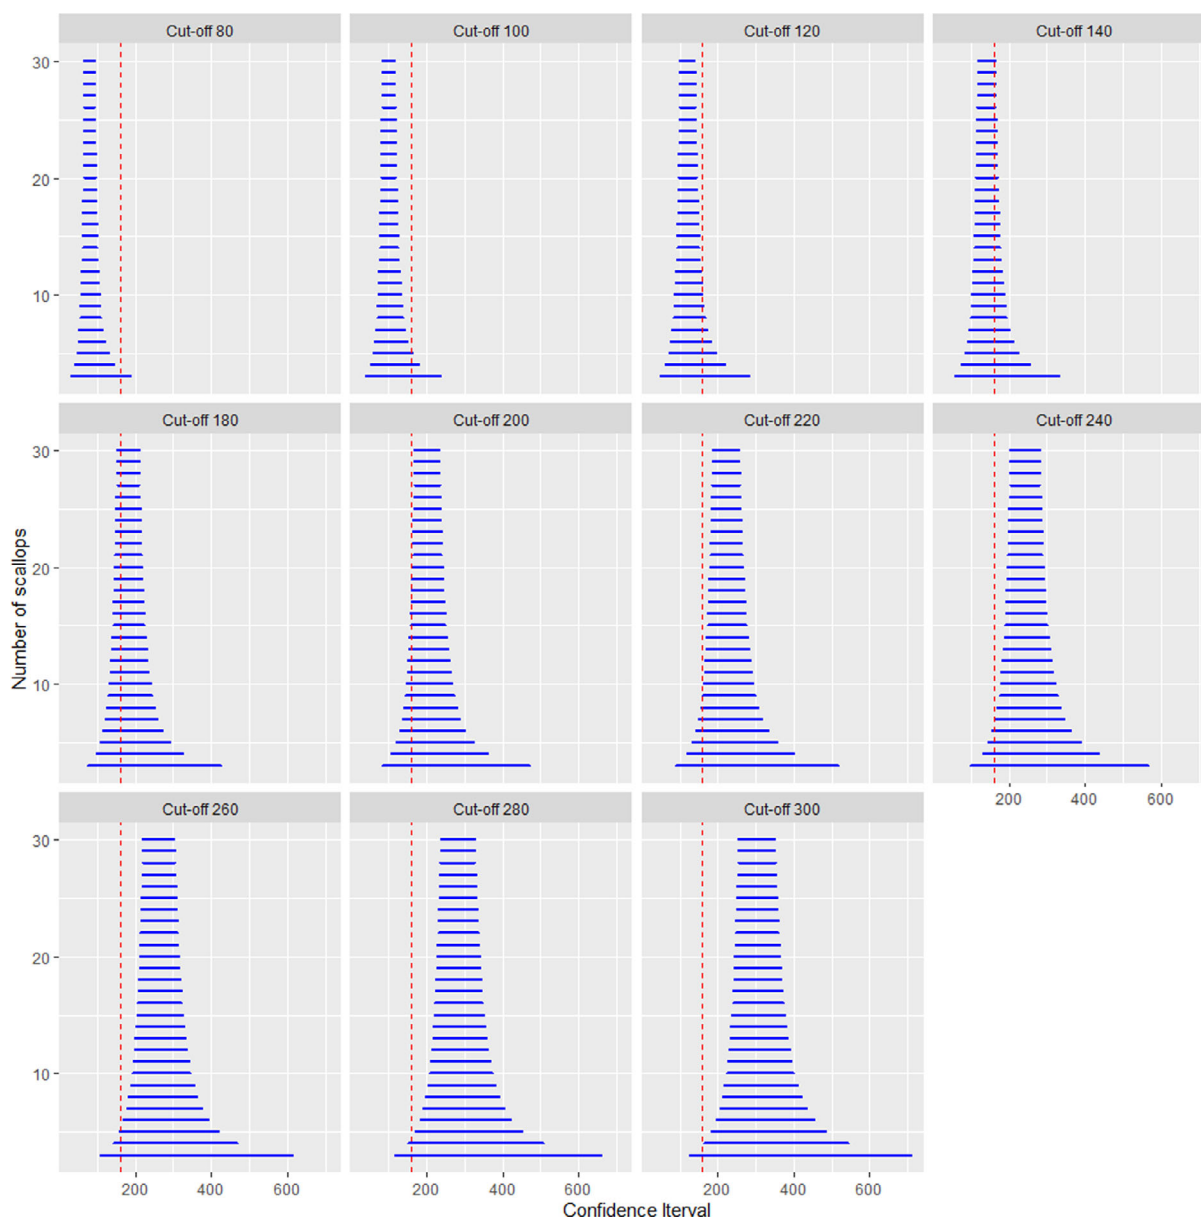 Cut-off 80 Cut-off 100 Cut-off 120 Cut-off 140
30
20
10
Cut-off 180 Cut-off 200 Cut-off 220 Cut-off 240
30
20
10
Number of scallops
200 400 600
Cut-off 260 Cut-off 280 Cut-off 300
30
20
10
200 400 600 200 400 600 200 400 600
Confidence Iterval